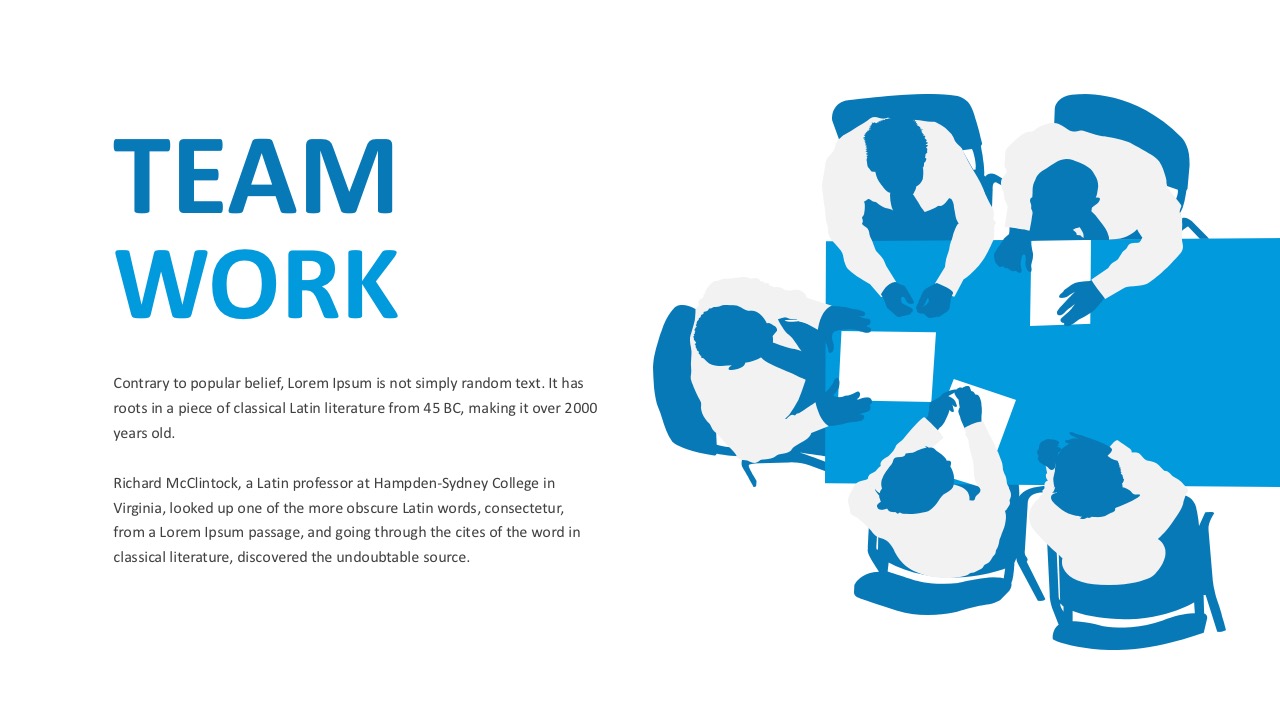 TEAM
WORK
Contrary to popular belief, Lorem Ipsum is not simply random text. It has
roots in a piece of classical Latin literature from 45 BC, making it over 2000
years old.
Richard McClintock, a Latin professor at Hampden-Sydney College in
Virginia, looked up one of the more obscure Latin words, consectetur,
from a Lorem Ipsum passage, and going through the cites of the word in
classical literature, discovered the undoubtable source.